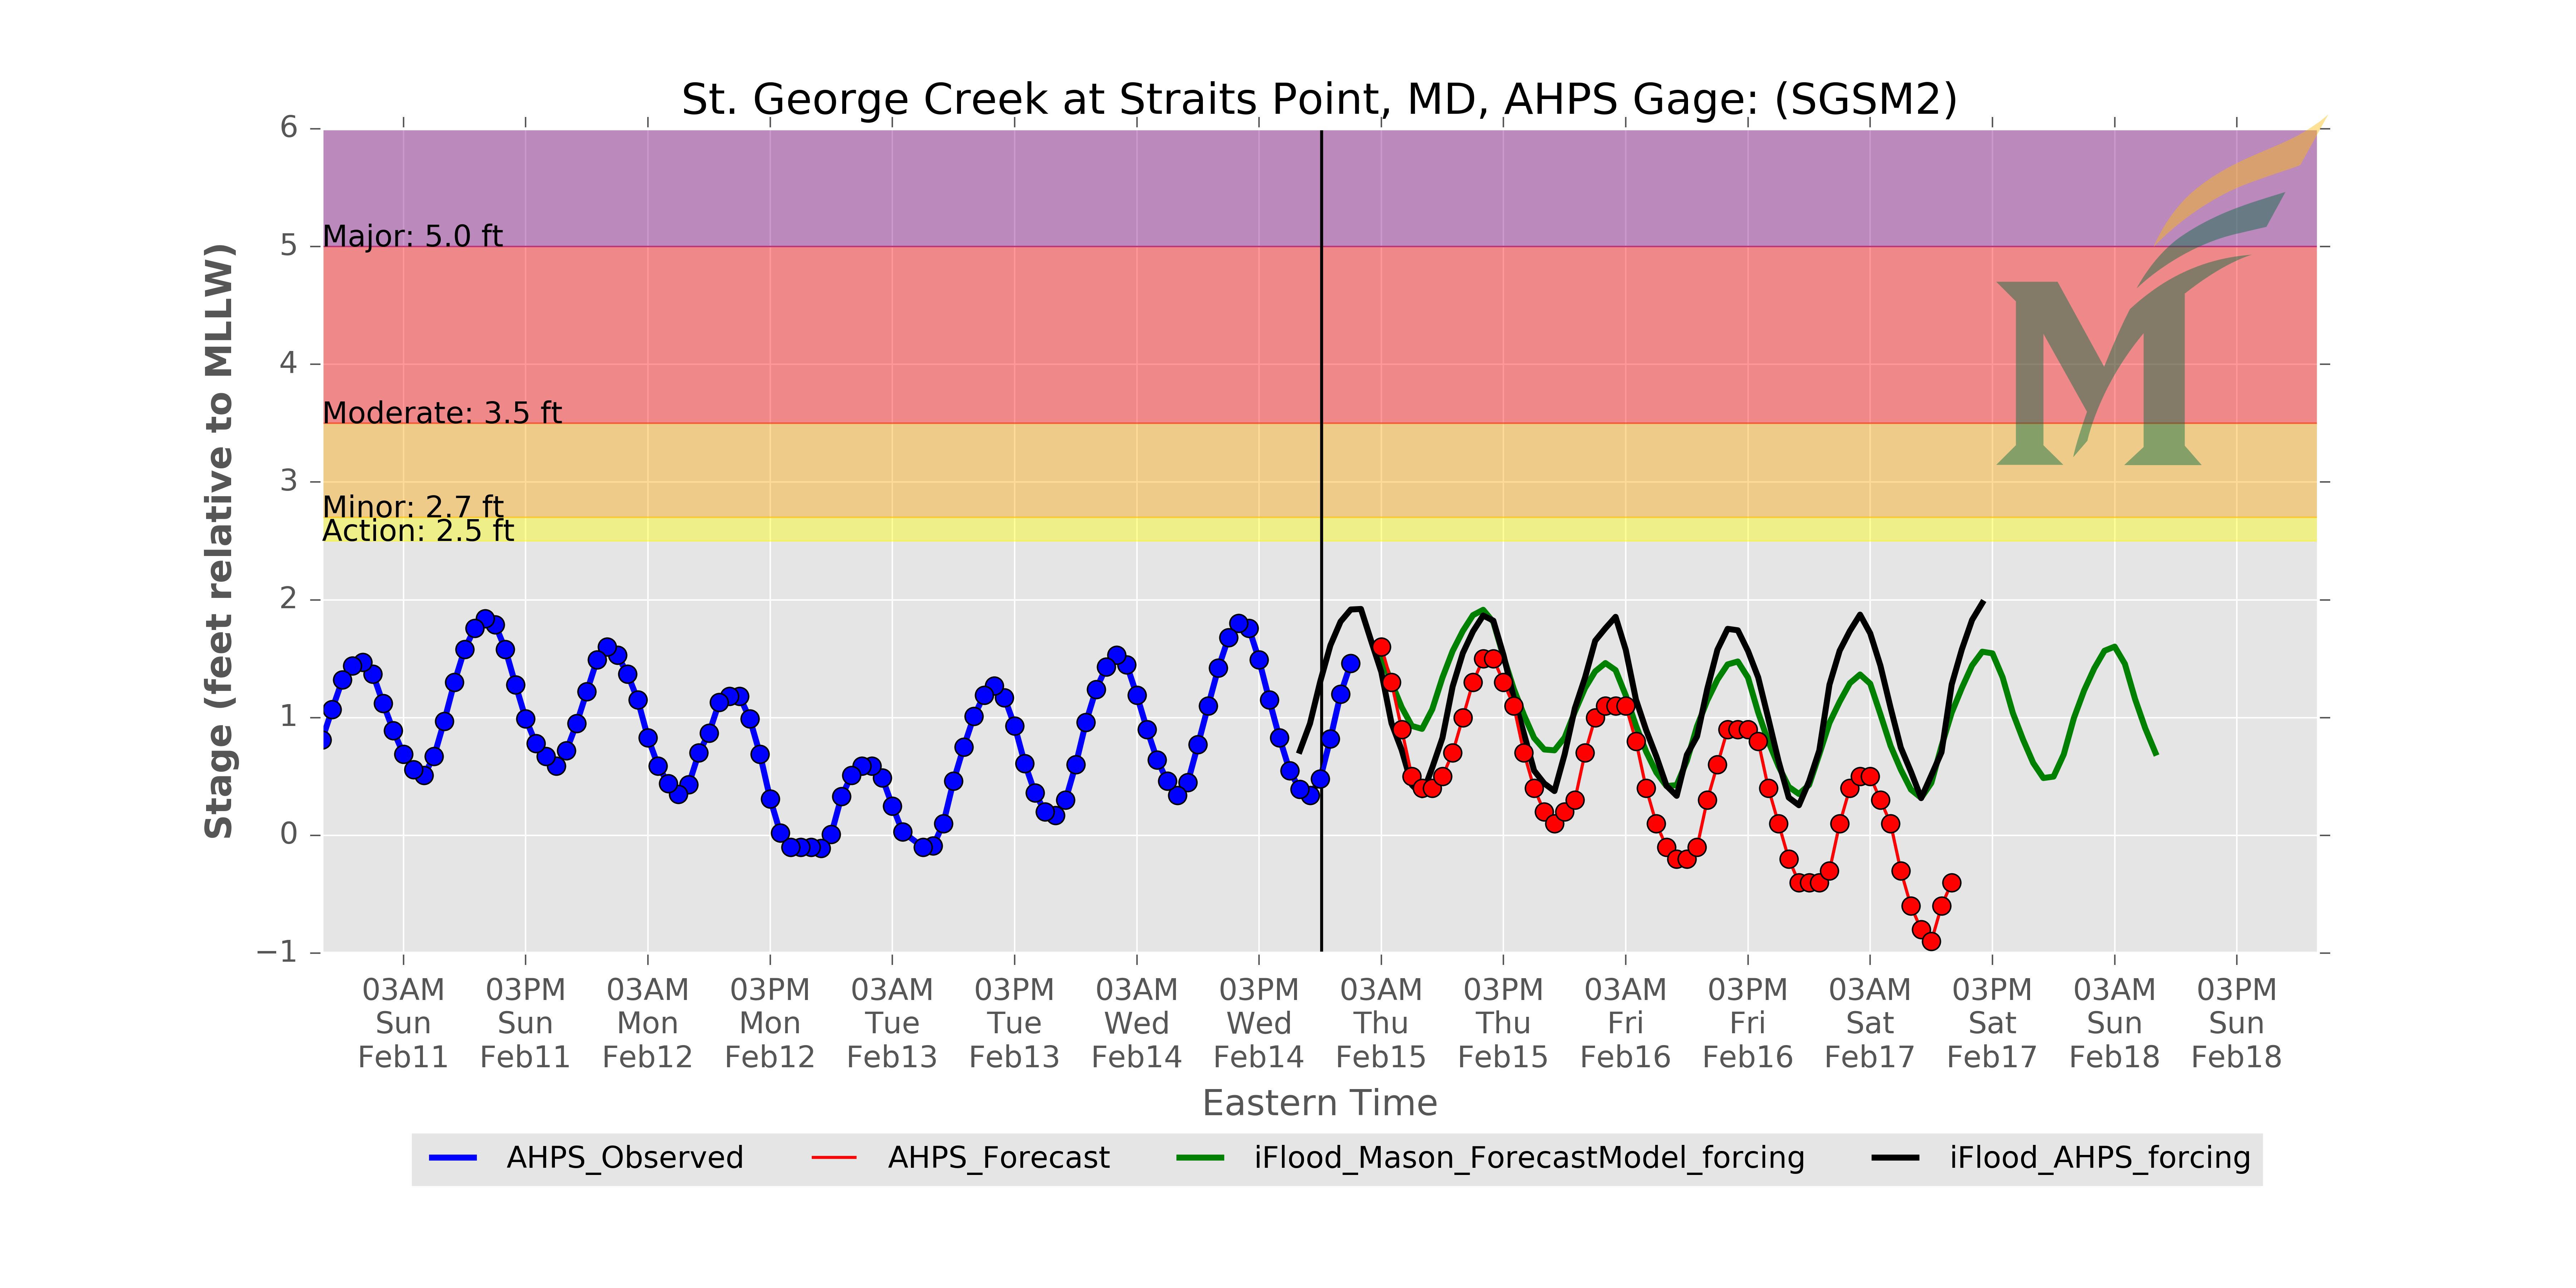 St. George Creek at Straits Point, MD, AHPS Gage: (SGSM2)
Stage (feet relative to MLLW)
6
5
4
3
2
1
0
−1
Major: 5.0 ft
Moderate: 3.5 ft
Minor: 2.7 ft
Action: 2.5 ft
03AM 03PM 03AM 03PM 03AM 03PM 03AM 03PM 03AM 03PM 03AM 03PM 03AM 03PM 03AM 03PM
Sun Sun Mon Mon Tue Tue Wed Wed Thu Thu Fri Fri Sat Sat Sun Sun
Feb11 Feb11 Feb12 Feb12 Feb13 Feb13 Feb14 Feb14 Feb15 Feb15 Feb16 Feb16 Feb17 Feb17 Feb18 Feb18
Eastern Time
AHPS_Observed AHPS_Forecast iFlood_Mason_ForecastModel_forcing iFlood_AHPS_forcing
M